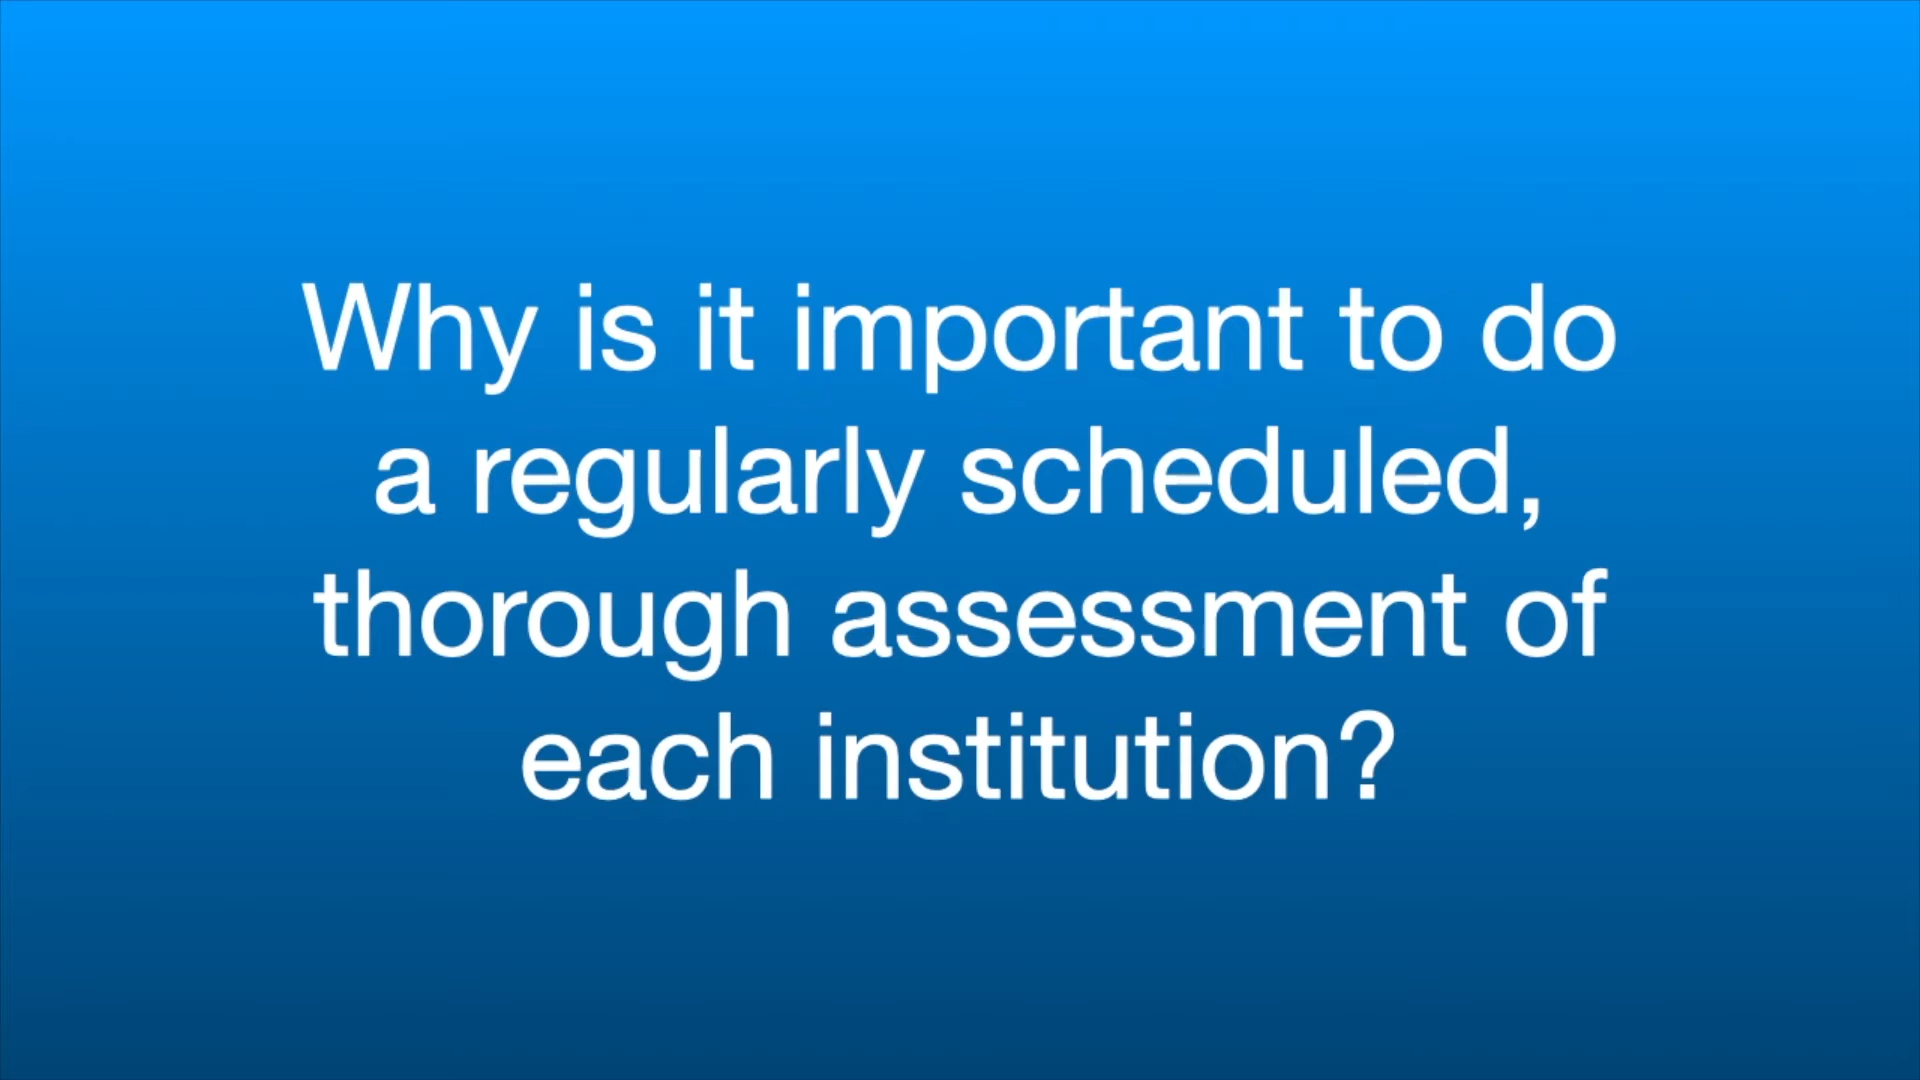 Why is it important to do
a regularly scheduled,
thorough assessment of
each institution?